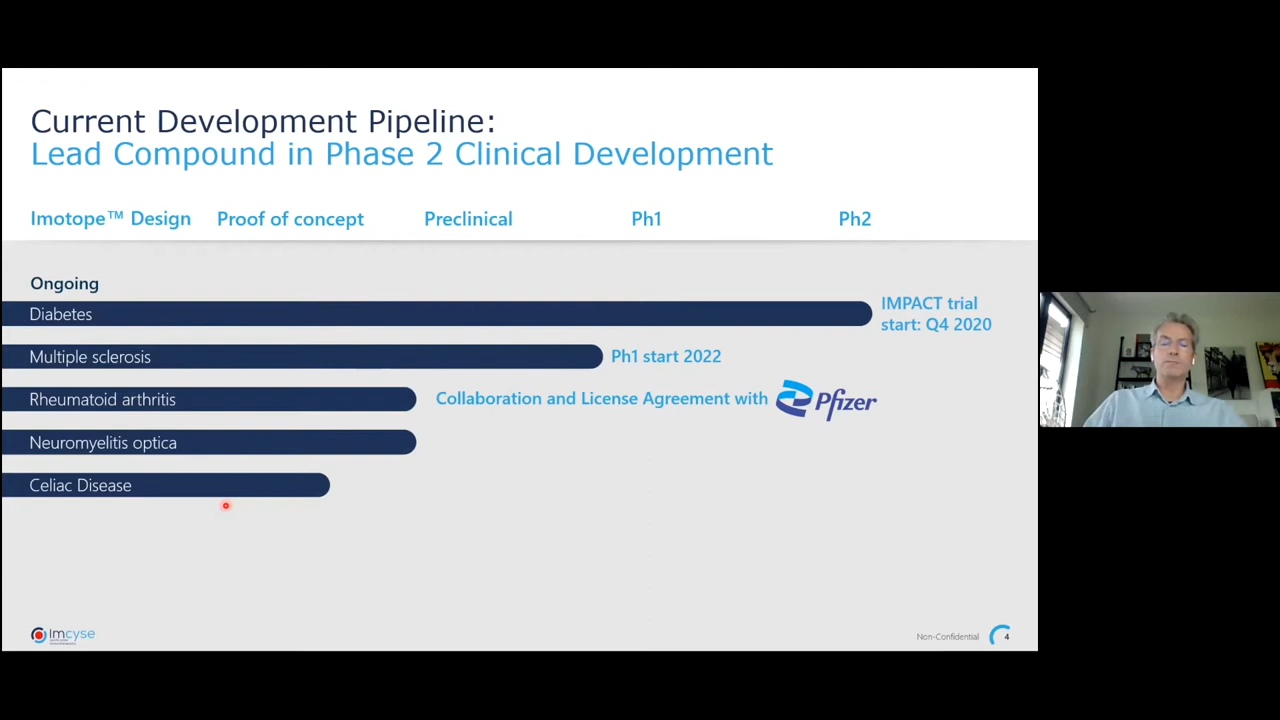 Current Development Pipeline:
Lead Compound in Phase 2 Clinical Development
Imotope™ Design Proof of concept Preclinical Ph1 Ph2
Ongoing
Diabetes
IMPACT trial
start: Q4 2020
Multiple sclerosis
Ph1 start 2022
Rheumatoid arthritis
Collaboration and License Agreement with Pfizer
Neuromyelitis optica
Celiac Disease
Imcyse
Non-Confidential
4